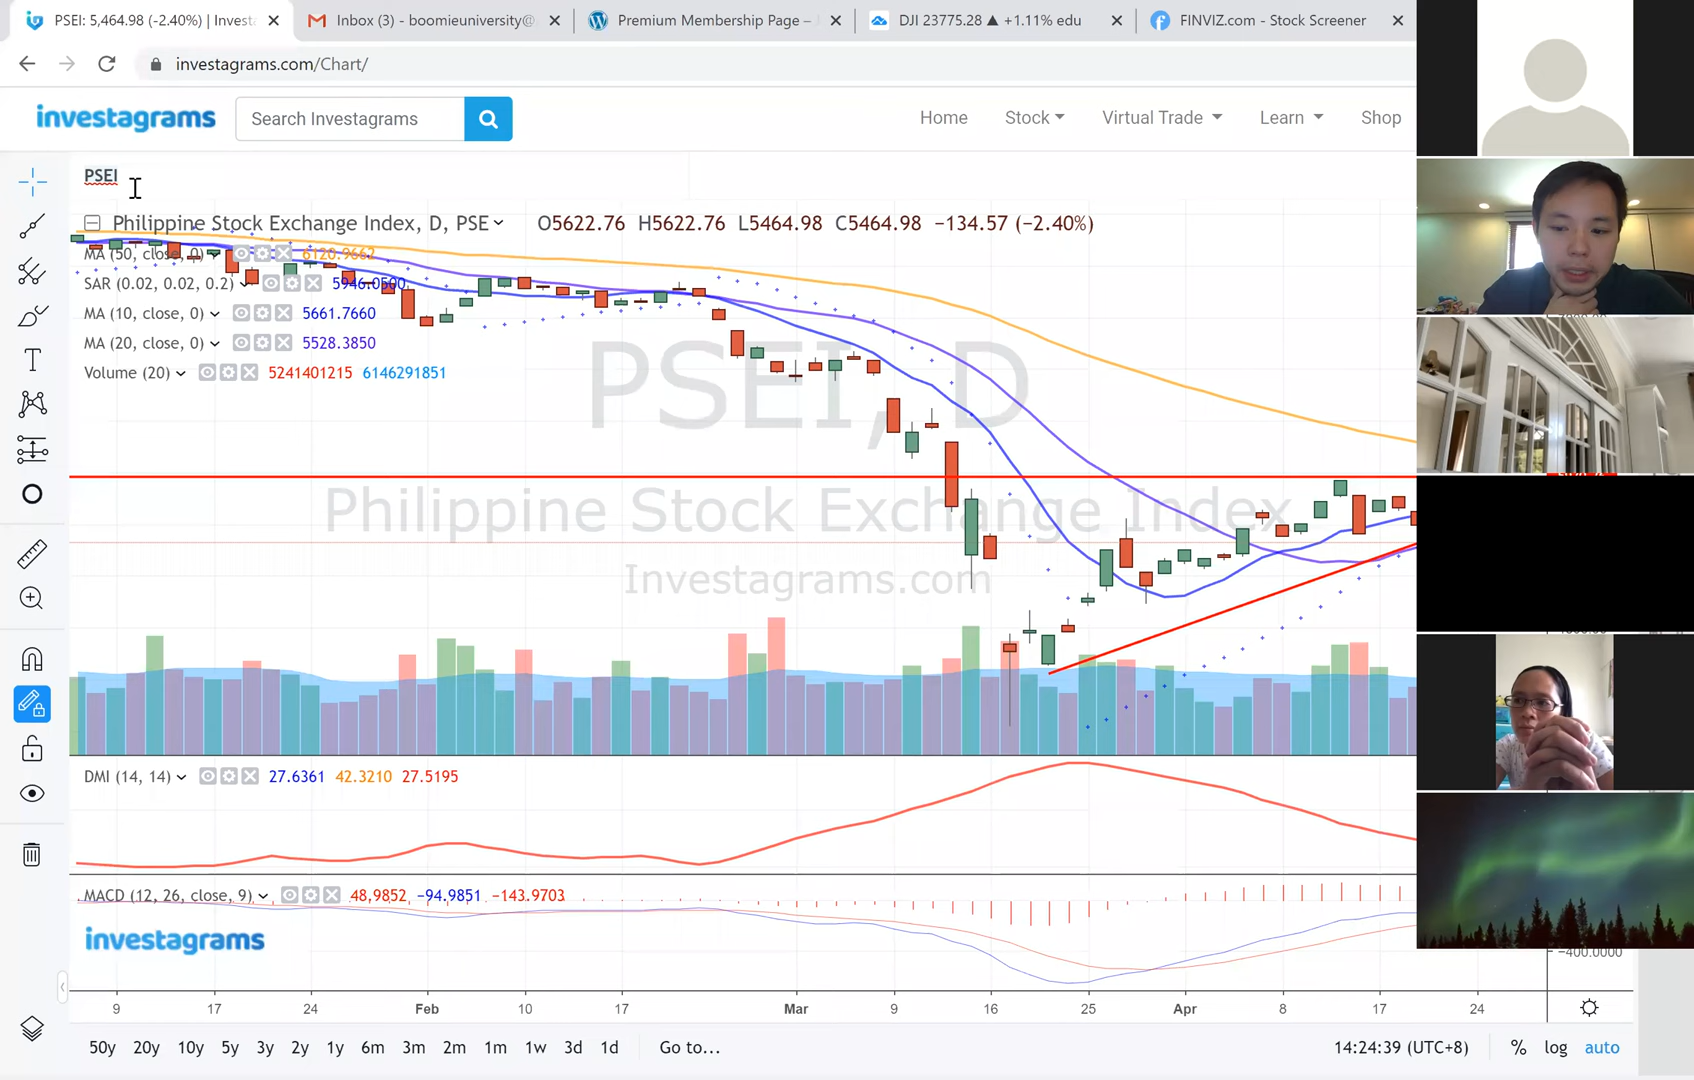 PSEI: 5,464.98 (-2.40%) | Invest
Inbox (3) - boomieuniversity@
Premium Membership Page –
DJI 23775.28 ▲ +1.11% edu
FINVIZ.com - Stock Screener
investagrams.com/Chart/
investagrams
Search Investagrams
Home
Stock
Virtual Trade
Learn
Shop
PSEI
Philippine Stock Exchange Index, D, PSE
O5622.76 H5622.76 L5464.98 C5464.98 −134.57 (−2.40%)
MA (50, close, 0) 6120.9662
SAR (0.02, 0.02, 0.2) 5946.0500
MA (10, close, 0) 5661.7660
MA (20, close, 0) 5528.3850
Volume (20) 5241401215 6146291851
PSEI, D
Philippine Stock Exchange Index
Investagrams.com
DMI (14, 14) 27.6361 42.3210 27.5195
MACD (12, 26, close, 9) 48.9852 −94.9851 −143.9703
investagrams
−400.0000
9 17 24 Feb 10 17 Mar 9 16 25 Apr 8 17 24
50y 20y 10y 5y 3y 2y 1y 6m 3m 2m 1m 1w 3d 1d Go to...
14:24:39 (UTC+8) % log auto